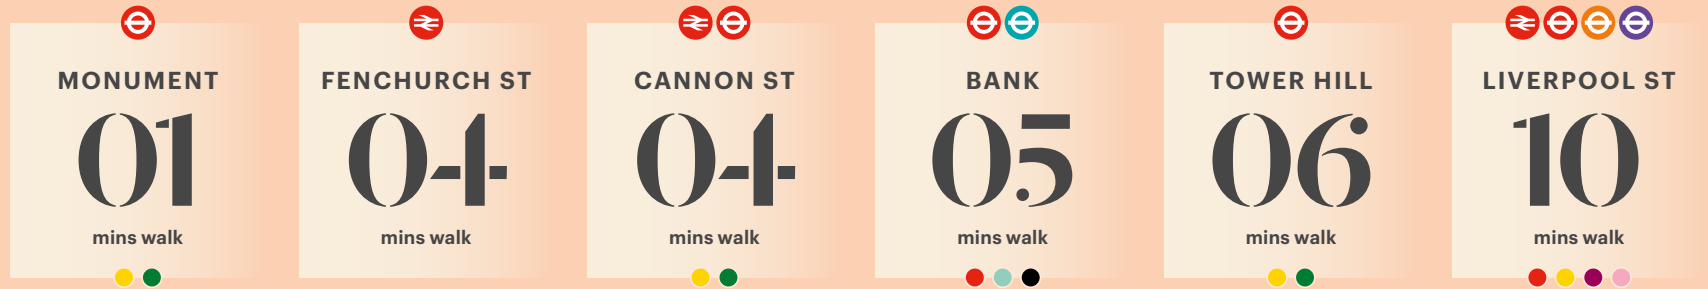 MONUMENT
01
mins walk
FENCHURCH ST
04
mins walk
CANNON ST
04
mins walk
BANK
05
mins walk
TOWER HILL
06
mins walk
LIVERPOOL ST
10
mins walk